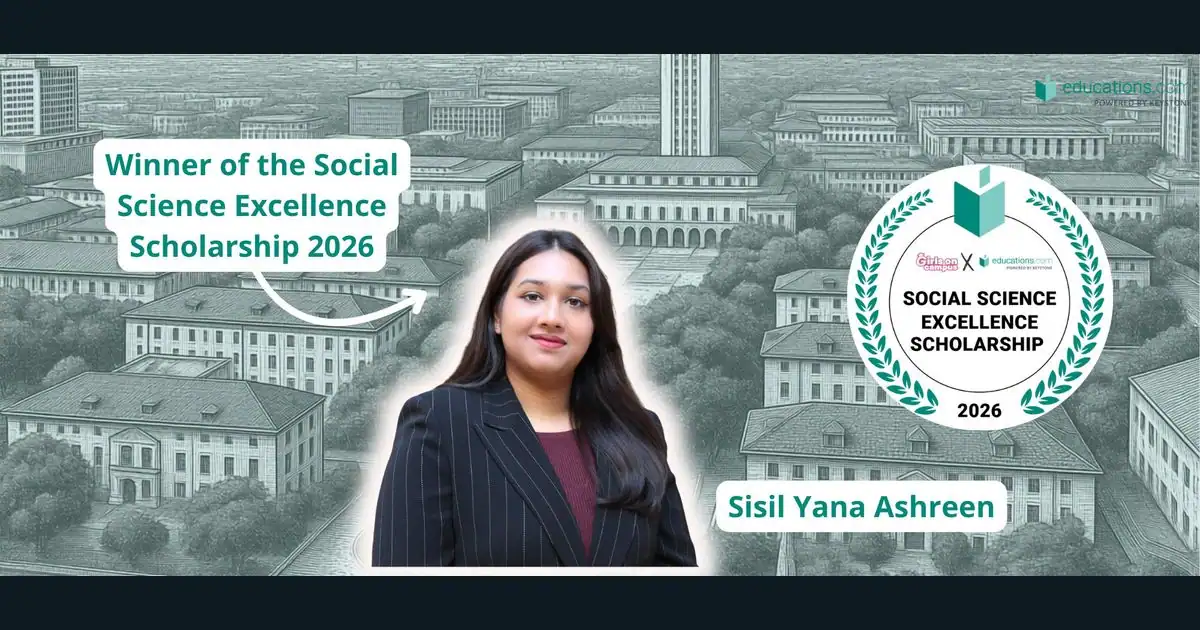 Winner of the Social
Science Excellence
Scholarship 2026
educations.com
POWERED BY KEYSTONE
Girls on
campus
X
educations.com
POWERED BY KEYSTONE
SOCIAL SCIENCE
EXCELLENCE
SCHOLARSHIP
2026
Sisil Yana Ashreen